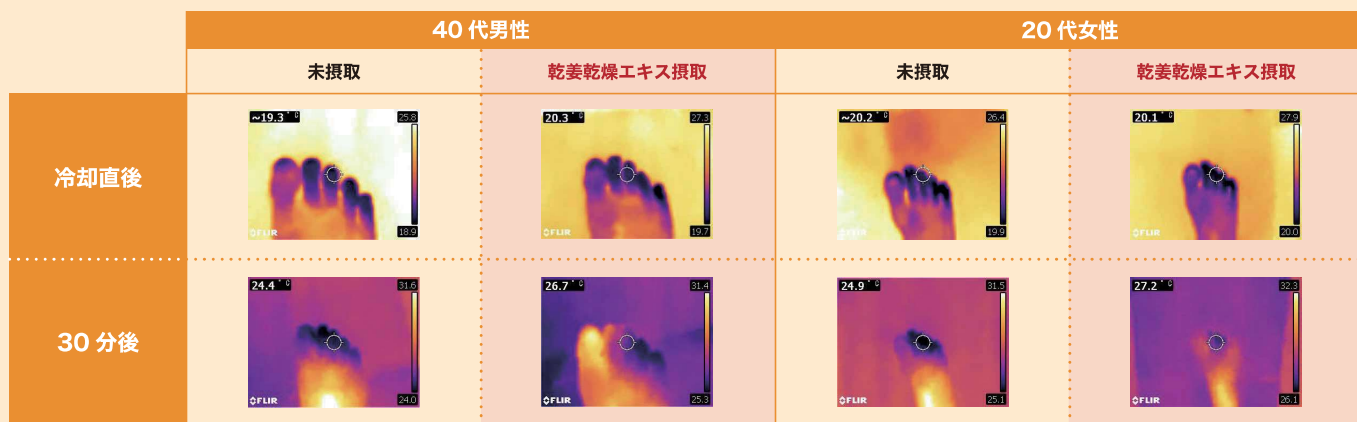 40代男性 20代女性
未摂取 乾姜乾燥エキス摂取 未摂取 乾姜乾燥エキス摂取
冷却直後
~19.3 °C 25.8 20.3 °C 27.3 ~20.2 °C 26.4 20.1 °C 27.9
FLIR 18.9 FLIR 19.7 FLIR 19.9 FLIR 20.0
30分後
24.4 °C 31.6 26.7 °C 31.4 24.9 °C 31.5 27.2 °C 32.3
FLIR 24.0 FLIR 25.3 FLIR 25.1 FLIR 26.1